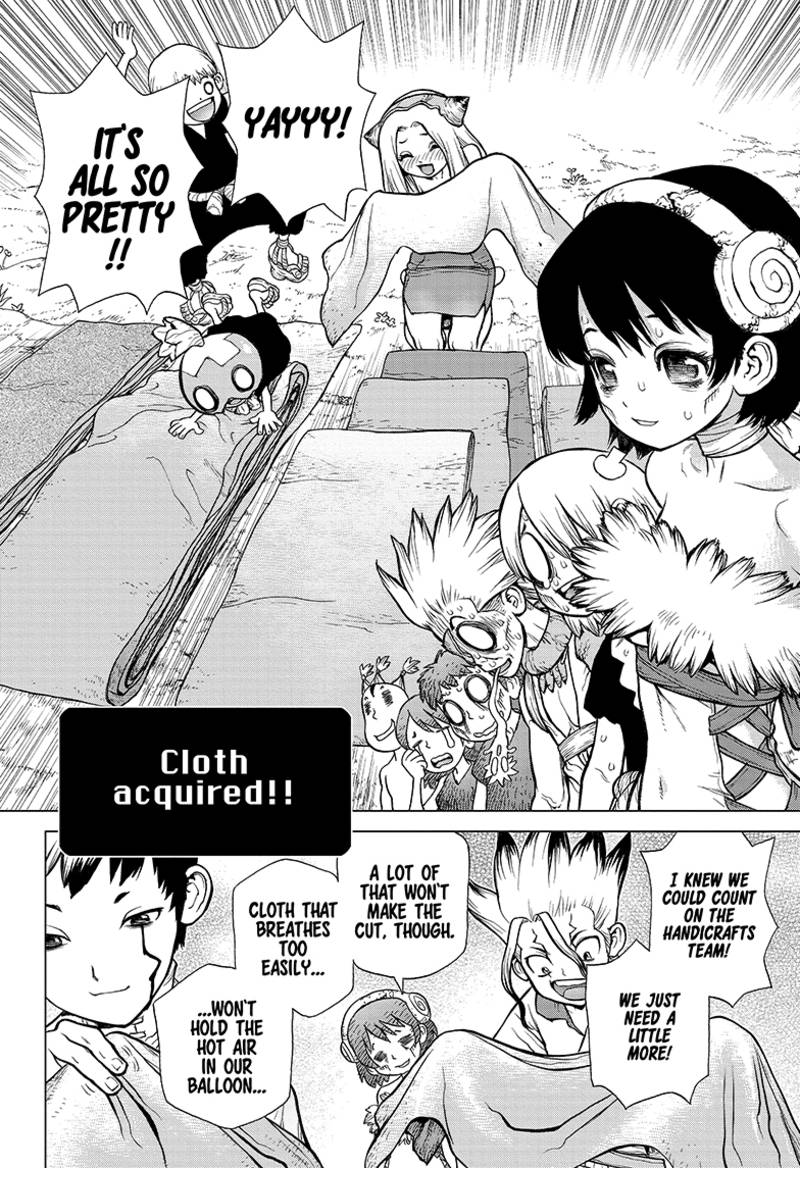 YAYYY!
IT'S
ALL SO
PRETTY
!!
Cloth
acquired!!
I KNEW WE
COULD COUNT
ON THE
HANDICRAFTS
TEAM!
WE JUST
NEED A
LITTLE
MORE!
A LOT OF
THAT WON'T
MAKE THE
CUT, THOUGH.
CLOTH THAT
BREATHES
TOO
EASILY...
...WON'T
HOLD THE
HOT AIR
IN OUR
BALLOON...